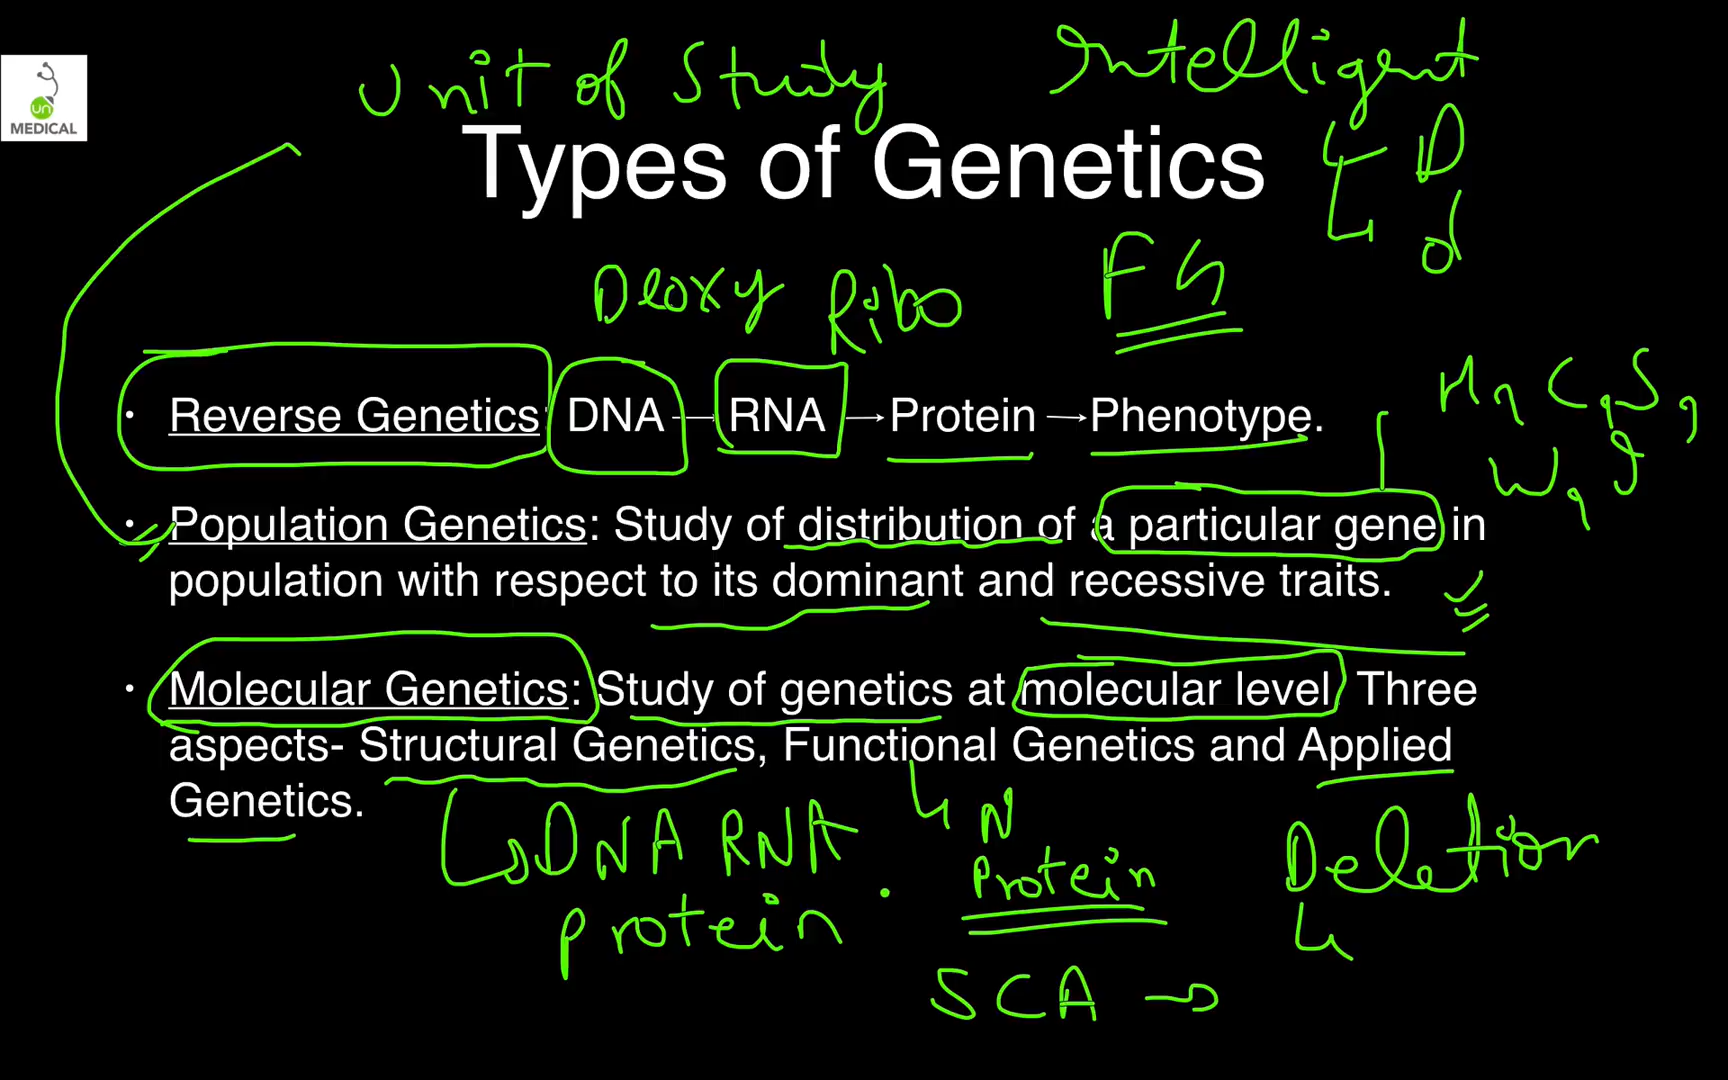 Unit of Study
Intelligent
un
MEDICAL
Types of Genetics
D
d
Deoxy Ribo
• Reverse Genetics: DNA → RNA → Protein → Phenotype.
• Population Genetics: Study of distribution of a particular gene in
population with respect to its dominant and recessive traits.
• Molecular Genetics: Study of genetics at molecular level. Three
aspects- Structural Genetics, Functional Genetics and Applied
Genetics.
DNA RNA
protein.
N
Protein
Deletion
SCA →